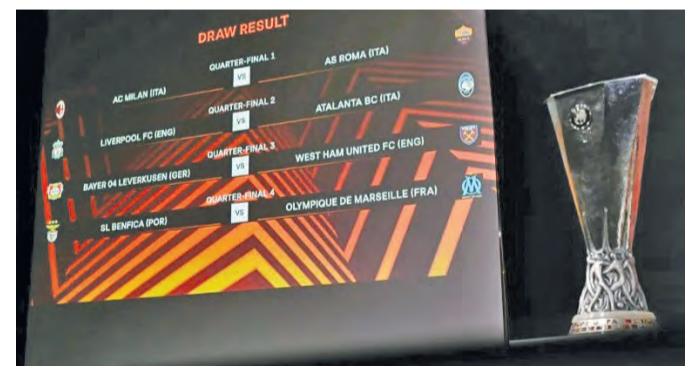 DRAW RESULT
QUARTER-FINAL 1
AC MILAN (ITA) VS AS ROMA (ITA)
QUARTER-FINAL 2
LIVERPOOL FC (ENG) VS ATALANTA BC (ITA)
QUARTER-FINAL 3
BAYER 04 LEVERKUSEN (GER) VS WEST HAM UNITED FC (ENG)
QUARTER-FINAL 4
SL BENFICA (POR) VS OLYMPIQUE DE MARSEILLE (FRA)